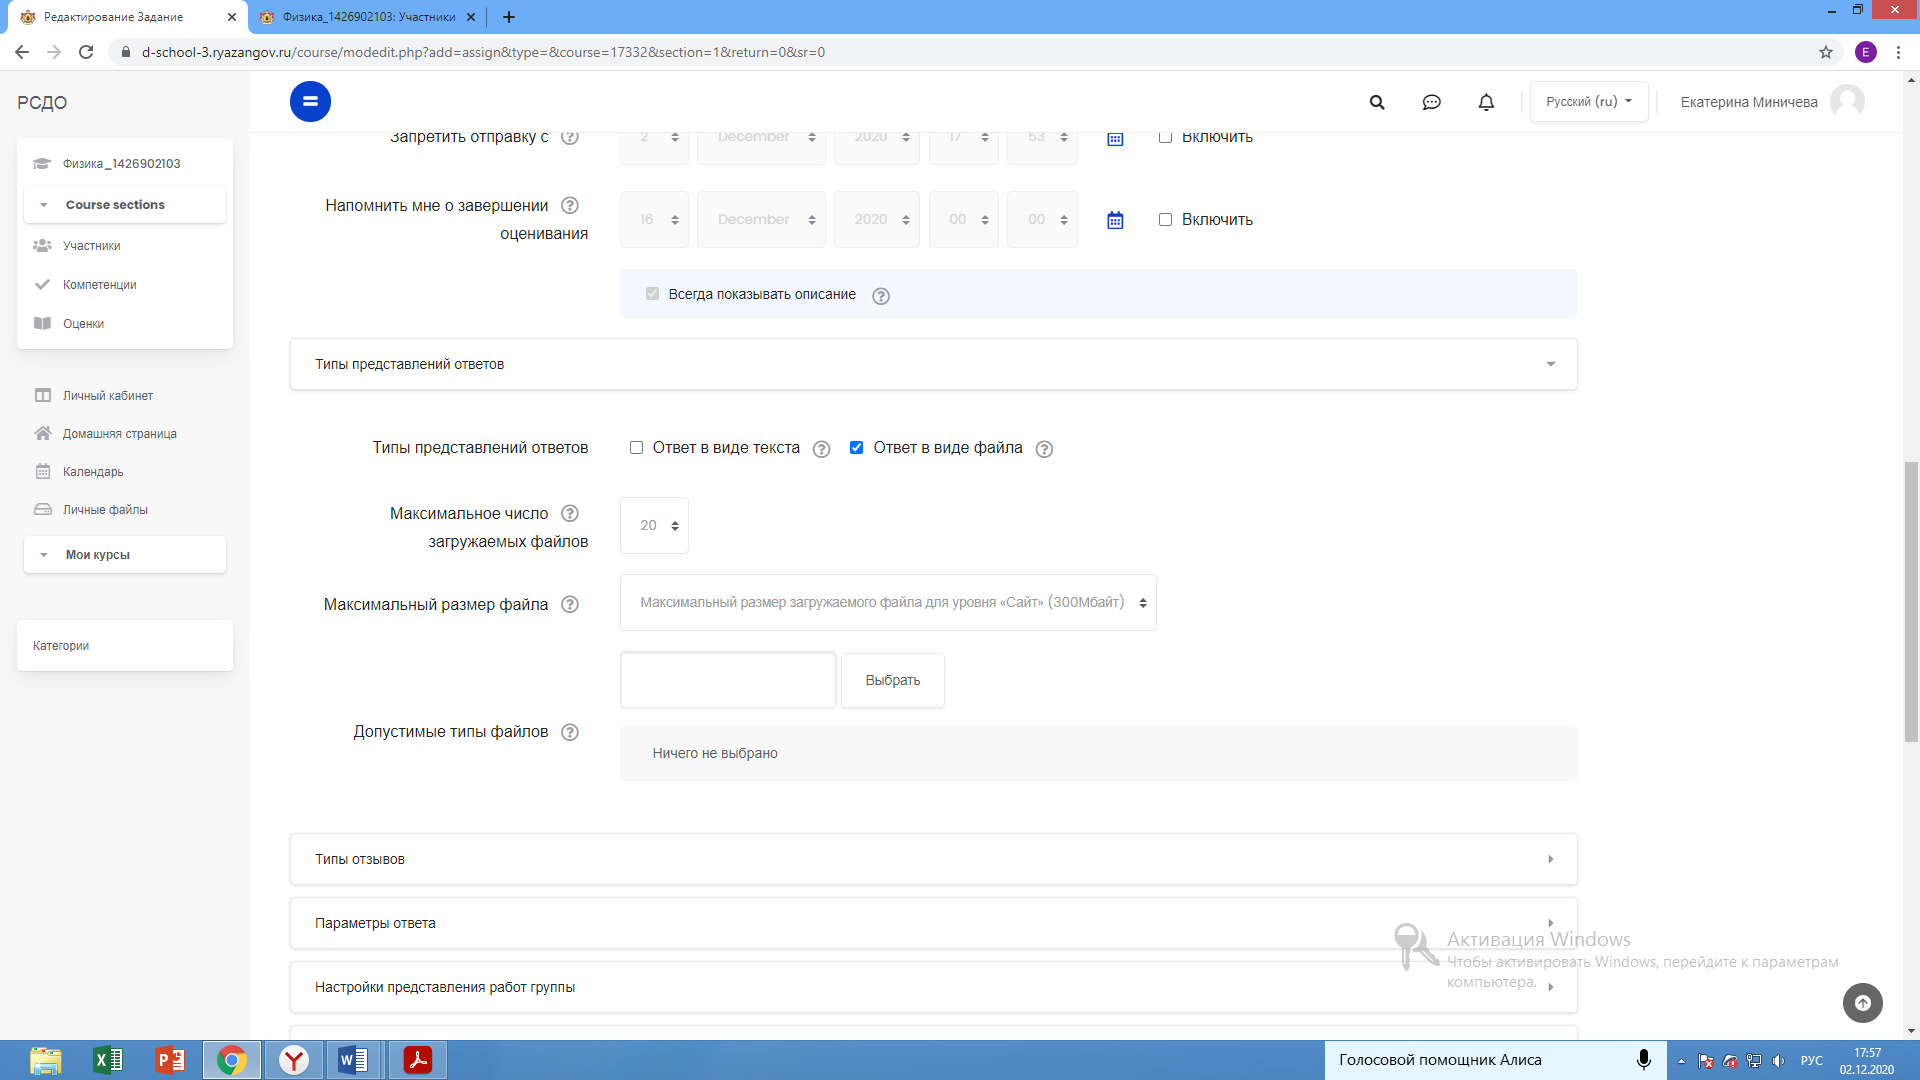 Редактирование Задание
Физика_1426902103: Участники
d-school-3.ryazangov.ru/course/modedit.php?add=assign&type=&course=17332&section=1&return=0&sr=0
E
РСДО
Русский (ru)
Екатерина Миничева
Физика_1426902103
Course sections
Участники
Компетенции
Оценки
Личный кабинет
Домашняя страница
Календарь
Личные файлы
Мои курсы
Категории
Запретить отправку с ? 2 December 2020 17 53 Включить
Напомнить мне о завершении ? 16 December 2020 00 00 Включить
оценивания
Всегда показывать описание ?
Типы представлений ответов
Типы представлений ответов Ответ в виде текста ? Ответ в виде файла ?
Максимальное число ? 20
загружаемых файлов
Максимальный размер файла ? Максимальный размер загружаемого файла для уровня «Сайт» (300Мбайт)
Выбрать
Допустимые типы файлов ?
Ничего не выбрано
Типы отзывов
Параметры ответа
Настройки представления работ группы
Активация Windows
Чтобы активировать Windows, перейдите к параметрам
компьютера.
Голосовой помощник Алиса
РУС
17:57
02.12.2020